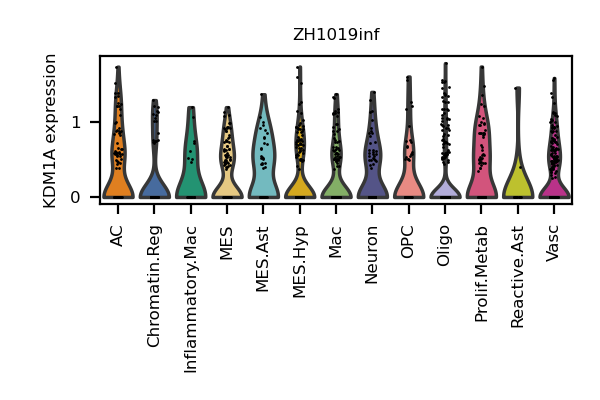 ZH1019inf
KDM1A expression
1
0
AC
Chromatin.Reg
Inflammatory.Mac
MES
MES.Ast
MES.Hyp
Mac
Neuron
OPC
Oligo
Prolif.Metab
Reactive.Ast
Vasc